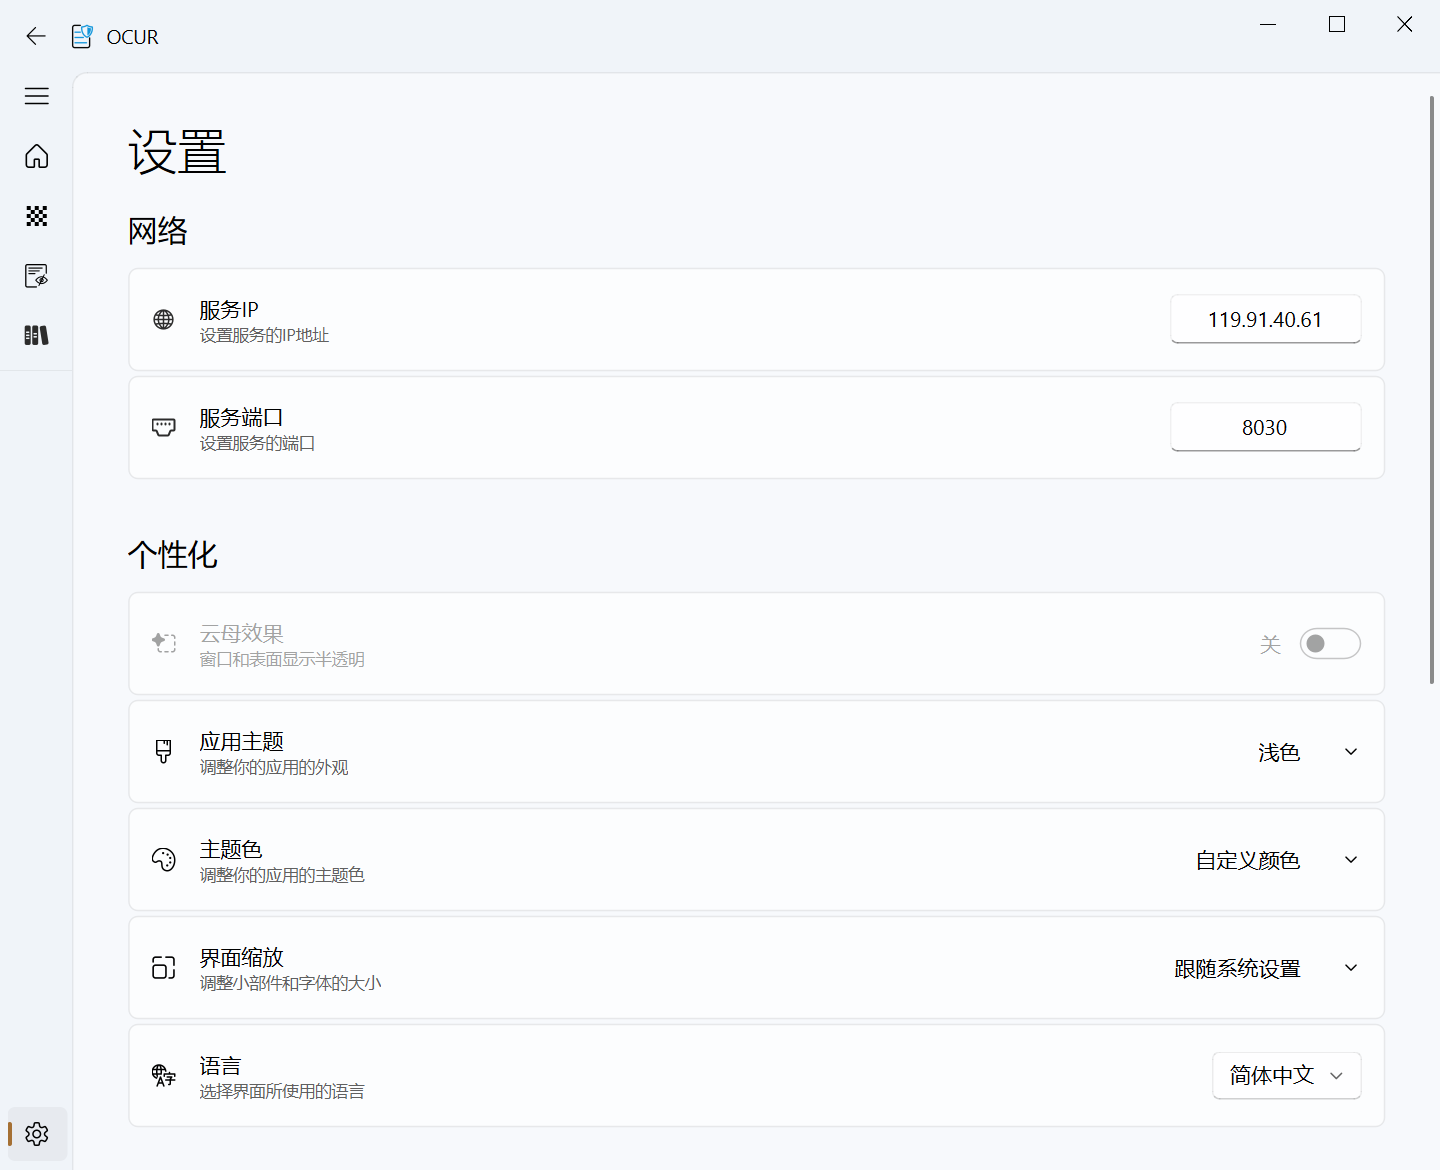 OCUR
设置
网络
服务IP
设置服务的IP地址
119.91.40.61
服务端口
设置服务的端口
8030
个性化
云母效果
窗口和表面显示半透明
关
应用主题
调整你的应用的外观
浅色
主题色
调整你的应用的主题色
自定义颜色
界面缩放
调整小部件和字体的大小
跟随系统设置
语言
选择界面所使用的语言
简体中文